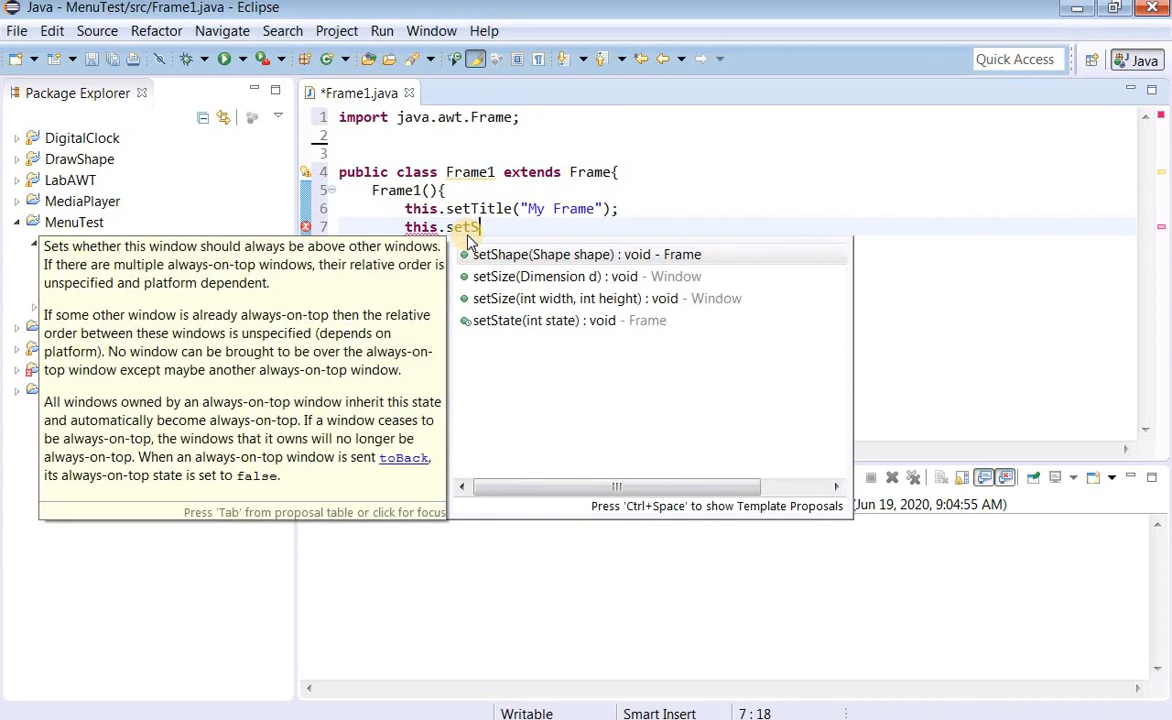 Java - MenuTest/src/Frame1.java - Eclipse
File Edit Source Refactor Navigate Search Project Run Window Help
Quick Access
Java
Package Explorer
*Frame1.java
DigitalClock
DrawShape
LabAWT
MediaPlayer
MenuTest
1 import java.awt.Frame;
2
3
4 public class Frame1 extends Frame{
5 Frame1(){
6 this.setTitle("My Frame");
7 this.setS
Sets whether this window should always be above other windows.
If there are multiple always-on-top windows, their relative order is
unspecified and platform dependent.
If some other window is already always-on-top then the relative
order between these windows is unspecified (depends on
platform). No window can be brought to be over the always-on-
top window except maybe another always-on-top window.
All windows owned by an always-on-top window inherit this state
and automatically become always-on-top. If a window ceases to
be always-on-top, the windows that it owns will no longer be
always-on-top. When an always-on-top window is sent toBack,
its always-on-top state is set to false.
Press 'Tab' from proposal table or click for focus
setShape(Shape shape) : void - Frame
setSize(Dimension d) : void - Window
setSize(int width, int height) : void - Window
setState(int state) : void - Frame
Press 'Ctrl+Space' to show Template Proposals
(Jun 19, 2020, 9:04:55 AM)
Writable
Smart Insert
7 : 18